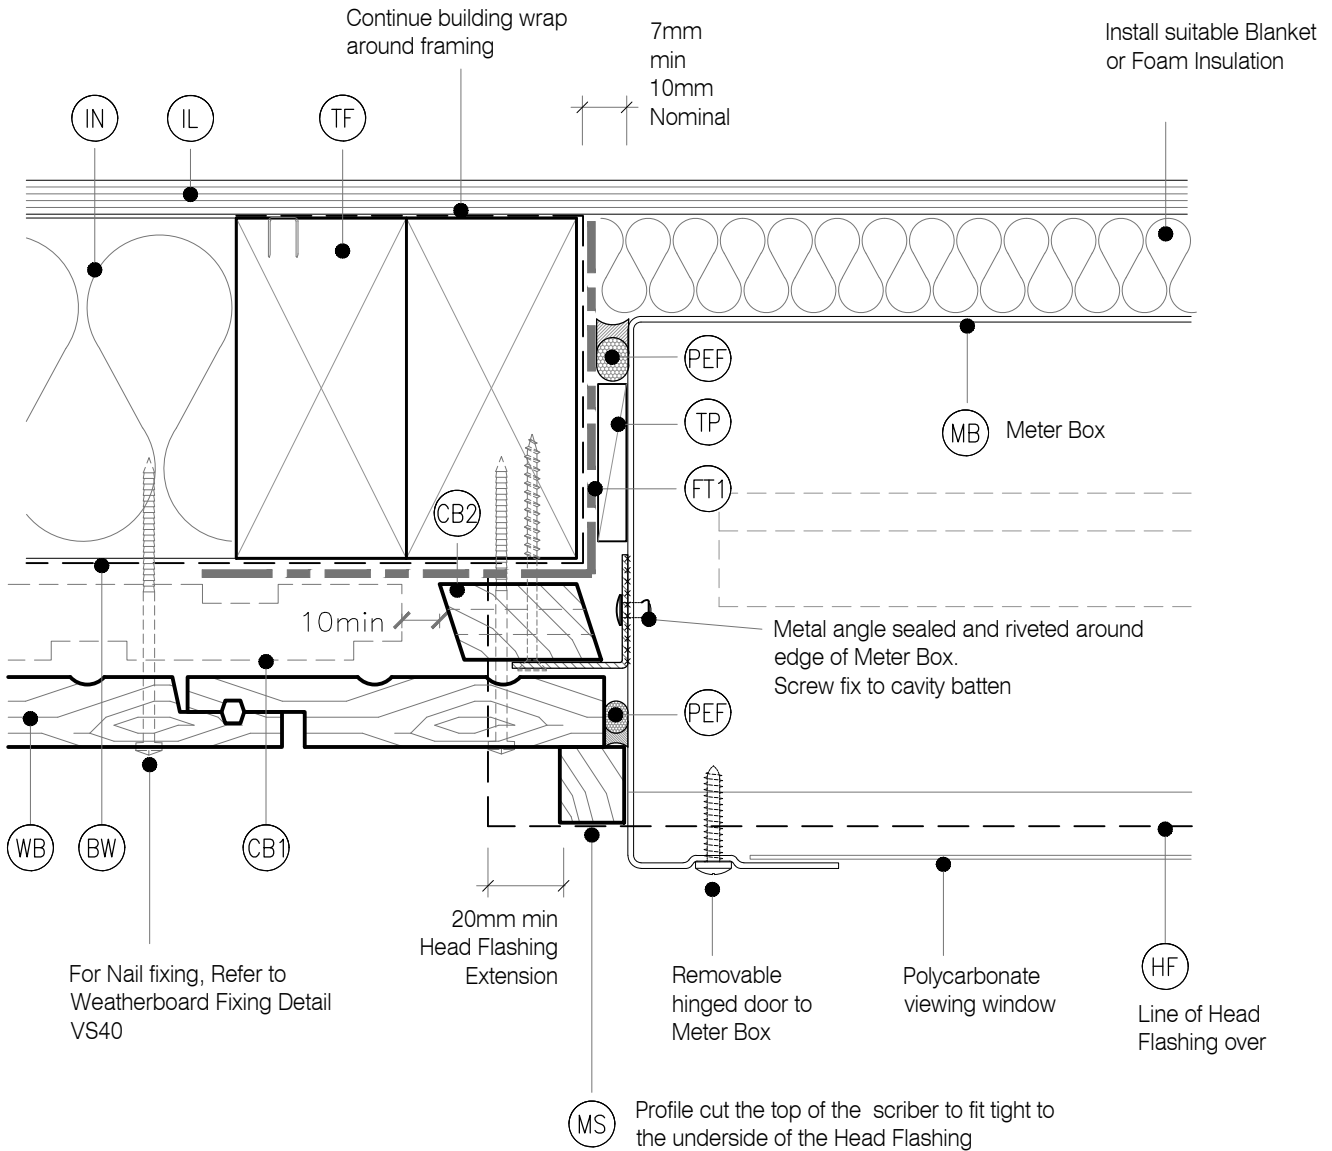 Continue building wrap
around framing
7mm
min
10mm
Nominal
Install suitable Blanket
or Foam Insulation
IN
IL
TF
PEF
TP
MB
Meter Box
FT1
CB2
10min
Metal angle sealed and riveted around
edge of Meter Box.
Screw fix to cavity batten
PEF
WB
BW
CB1
20mm min
Head Flashing
Extension
For Nail fixing, Refer to
Weatherboard Fixing Detail
VS40
Removable
hinged door to
Meter Box
Polycarbonate
viewing window
HF
Line of Head
Flashing over
MS
Profile cut the top of the  scriber to fit tight to
the underside of the Head Flashing